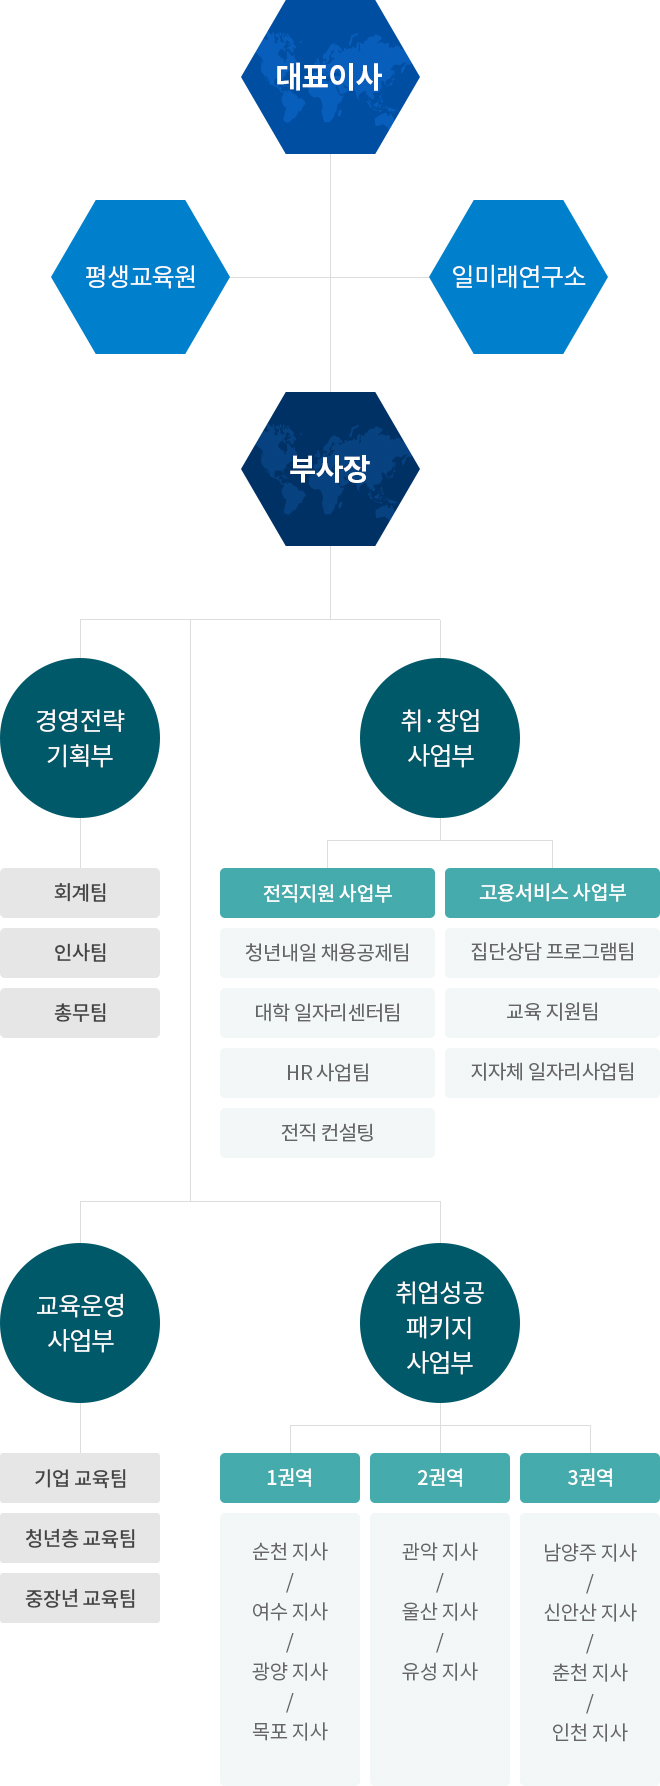 대표이사
평생교육원
일미래연구소
부사장
경영전략
기획부
취·창업
사업부
회계팀
인사팀
총무팀
전직지원 사업부
청년내일 채용공제팀
대학 일자리센터팀
HR 사업팀
전직 컨설팅
고용서비스 사업부
집단상담 프로그램팀
교육 지원팀
지자체 일자리사업팀
교육운영
사업부
취업성공
패키지
사업부
기업 교육팀
청년층 교육팀
중장년 교육팀
1권역
순천 지사
/
여수 지사
/
광양 지사
/
목포 지사
2권역
관악 지사
/
울산 지사
/
유성 지사
3권역
남양주 지사
/
신안산 지사
/
춘천 지사
/
인천 지사